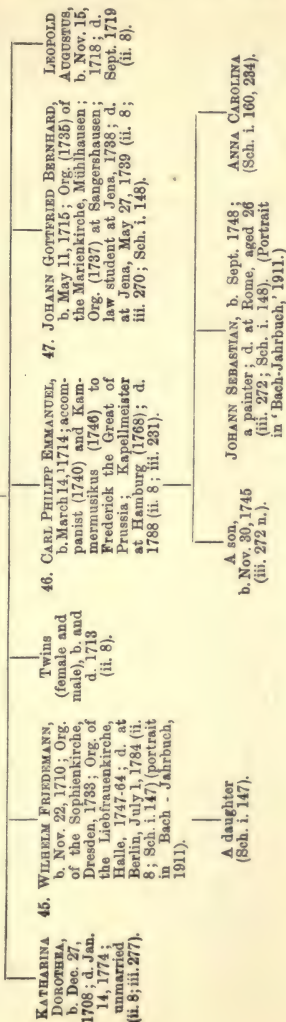 KATHARINA
DOROTHEA,
b. Dec. 27,
1708; d. Jan.
14, 1774;
unmarried
(ii. 8; iii. 277).
45. WILHELM FRIEDEMANN,
b. Nov. 22, 1710; Org.
of the Sophienkirche,
Dresden, 1733; Org. of
the Liebfrauenkirche,
Halle, 1747-64; d. at
Berlin, July 1, 1784 (ii.
8; Sch. i. 147) (portrait
in Bach-Jahrbuch,
1911).
A daughter
(Sch. i. 147).
Twins
(female and
male), b. and
d. 1713
(ii. 8).
46. CARL PHILIPP EMMANUEL,
b. March 14, 1714; accom-
panist (1740) and Kam-
mermusikus (1746) to
Frederick the Great of
Prussia; Kapellmeister
at Hamburg (1768); d.
1788 (ii. 8; iii. 231).
A son,
b. Nov. 30, 1745
(iii. 272 n.).
JOHANN SEBASTIAN, b. Sept. 1748;
a painter; d. at Rome, aged 26
(iii. 272; Sch. i. 148). (Portrait
in 'Bach-Jahrbuch,' 1911.)
ANNA CAROLINA
(Sch. i. 160, 234).
47. JOHANN GOTTFRIED BERNHARD,
b. May 11, 1715; Org. (1735) of
the Marienkirche, Mühlhausen;
Org. (1737) at Sangershausen;
law student at Jena, 1738; d.
at Jena, May 27, 1739 (ii. 8;
iii. 270; Sch. i. 148).
LEOPOLD
AUGUSTUS,
b. Nov. 15,
1718; d.
Sept. 1719
(ii. 8).